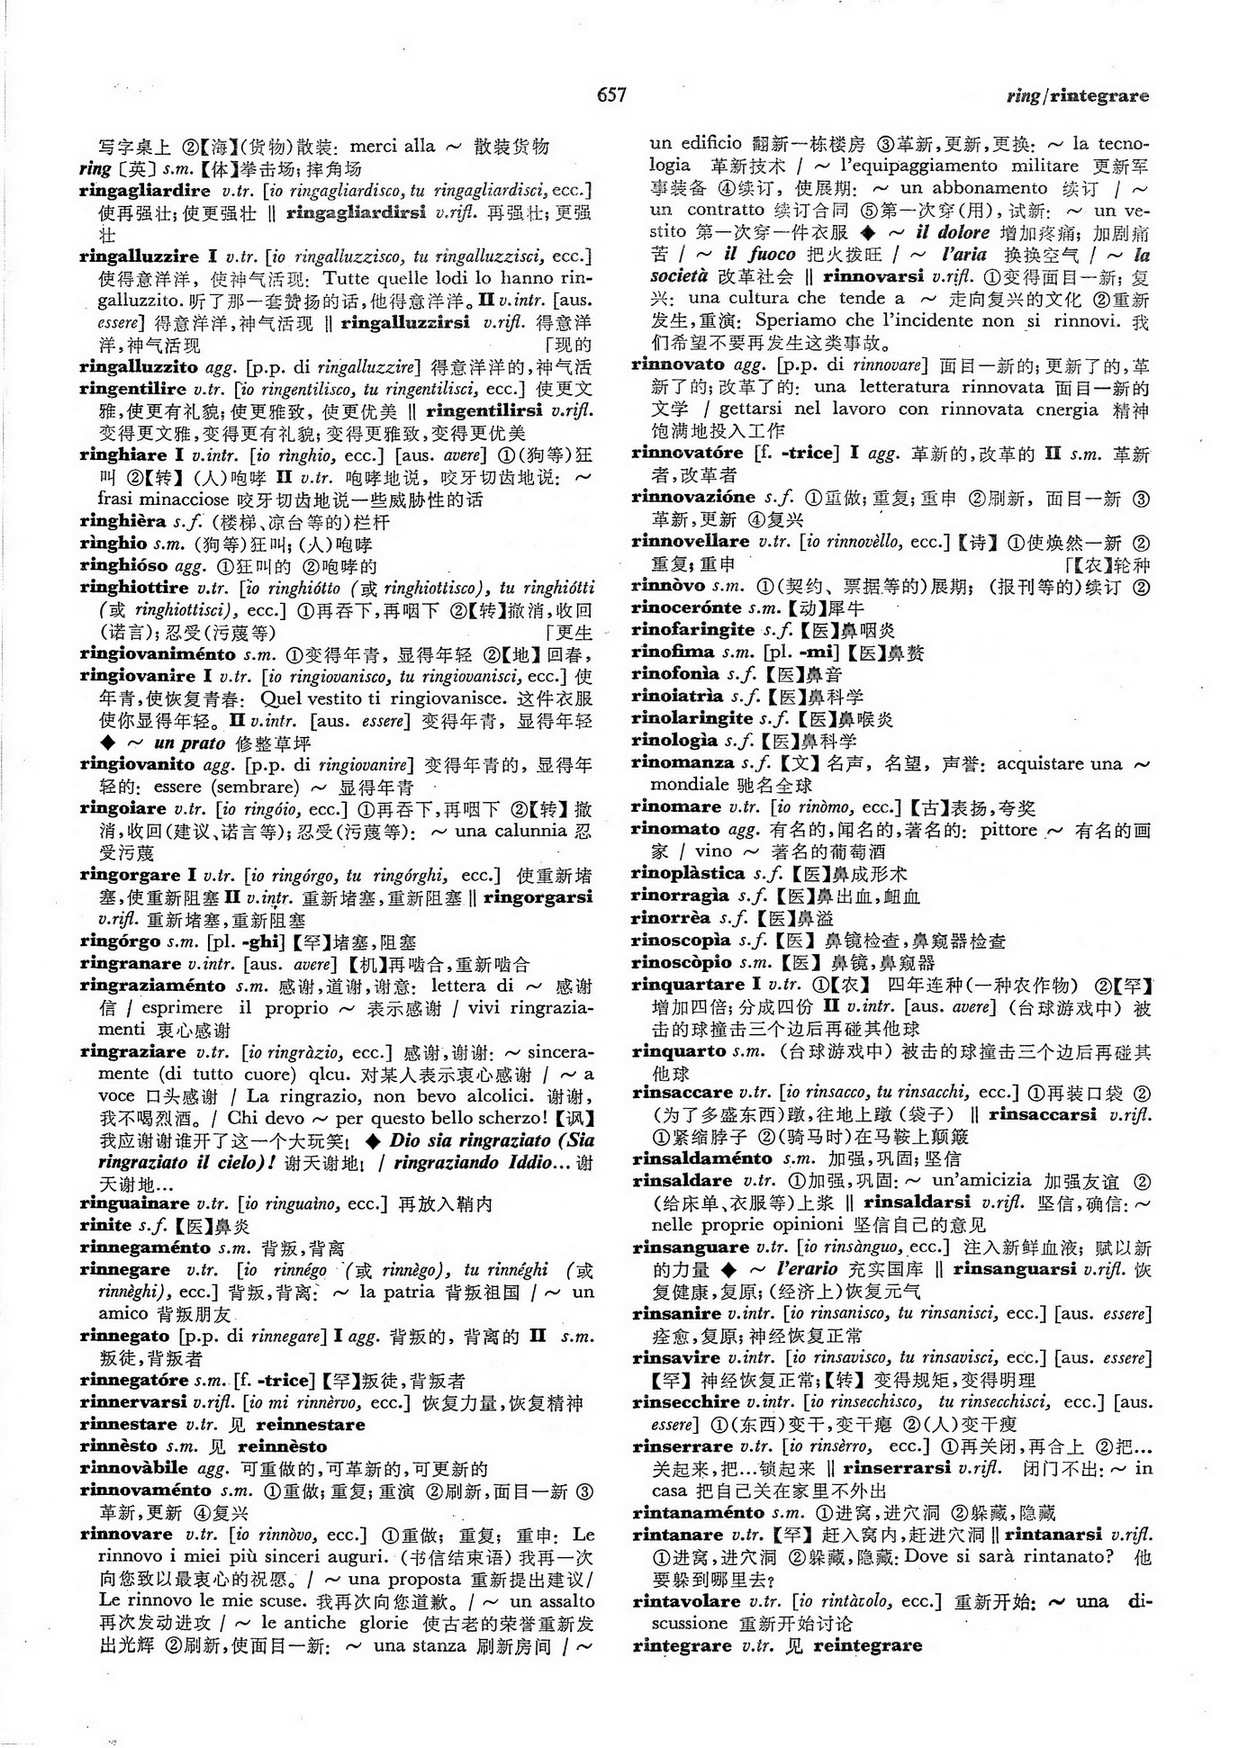 657
ring/rintegrare
写字桌上 ②【海】(货物)散装: merci alla ～ 散装货物
ring〔英〕s.m.【体】拳击场;摔角场
ringagliardire v.tr. [io ringagliardisco, tu ringagliardisci, ecc.]
使再强壮;使更强壮 ‖ ringagliardirsi v.rifl. 再强壮;更强
壮
ringalluzzire I v.tr. [io ringalluzzisco, tu ringalluzzisci, ecc.]
使得意洋洋, 使神气活现: Tutte quelle lodi lo hanno rin-
galluzzito. 听了那一套赞扬的话,他得意洋洋。II v.intr. [aus.
essere] 得意洋洋,神气活现 ‖ ringalluzzirsi v.rifl. 得意洋
洋,神气活现 「现的
ringalluzzito agg. [p.p. di ringalluzzire] 得意洋洋的,神气活
ringentilire v.tr. [io ringentilisco, tu ringentilisci, ecc.] 使更文
雅,使更有礼貌;使更雅致, 使更优美 ‖ ringentilirsi v.rifl.
变得更文雅,变得更有礼貌;变得更雅致,变得更优美
ringhiare I v.intr. [io rìnghio, ecc.] [aus. avere] ①(狗等)狂
叫 ②【转】(人)咆哮 II v.tr. 咆哮地说, 咬牙切齿地说: ～
frasi minacciose 咬牙切齿地说一些威胁性的话
ringhièra s.f. (楼梯、凉台等的)栏杆
rìnghio s.m. (狗等)狂叫; (人)咆哮
ringhióso agg. ①狂叫的 ②咆哮的
ringhiottire v.tr. [io ringhiótto (或 ringhiottisco), tu ringhiótti
(或 ringhiottisci), ecc.] ①再吞下,再咽下 ②【转】撤消,收回
(诺言);忍受(污蔑等) 「更生
ringiovaniménto s.m. ①变得年青, 显得年轻 ②【地】回春,
ringiovanire I v.tr. [io ringiovanisco, tu ringiovanisci, ecc.] 使
年青,使恢复青春: Quel vestito ti ringiovanisce. 这件衣服
使你显得年轻。II v.intr. [aus. essere] 变得年青, 显得年轻
◆ ～ un prato 修整草坪
ringiovanito agg. [p.p. di ringiovanire] 变得年青的, 显得年
轻的: essere (sembrare) ～ 显得年青
ringoiare v.tr. [io ringóio, ecc.] ①再吞下,再咽下 ②【转】撤
消,收回(建议、诺言等);忍受(污蔑等): ～ una calunnia 忍
受污蔑
ringorgare I v.tr. [io ringórgo, tu ringórghi, ecc.] 使重新堵
塞,使重新阻塞 II v.intr. 重新堵塞,重新阻塞 ‖ ringorgarsi
v.rifl. 重新堵塞,重新阻塞
ringórgo s.m. [pl. -ghi]【罕】堵塞,阻塞
ringranare v.intr. [aus. avere]【机】再啮合,重新啮合
ringraziaménto s.m. 感谢,道谢,谢意: lettera di ～ 感谢
信 / esprimere il proprio ～ 表示感谢 / vivi ringrazia-
menti 衷心感谢
ringraziare v.tr. [io ringràzio, ecc.] 感谢,谢谢: ～ sincera-
mente (di tutto cuore) qlcu. 对某人表示衷心感谢 / ～ a
voce 口头感谢 / La ringrazio, non bevo alcolici. 谢谢,
我不喝烈酒。/ Chi devo ～ per questo bello scherzo!【讽】
我应谢谢谁开了这一个大玩笑! ◆ Dio sia ringraziato (Sia
ringraziato il cielo)! 谢天谢地! / ringraziando Iddio... 谢
天谢地...
ringuainare v.tr. [io ringuaìno, ecc.] 再放入鞘内
rinite s.f.【医】鼻炎
rinnegaménto s.m. 背叛,背离
rinnegare v.tr. [io rinnégo (或 rinnègo), tu rinnéghi (或
rinnèghi), ecc.] 背叛,背离: ～ la patria 背叛祖国 / ～ un
amico 背叛朋友
rinnegato [p.p. di rinnegare] I agg. 背叛的, 背离的 II s.m.
叛徒,背叛者
rinnegatóre s.m. [f. -trice]【罕】叛徒,背叛者
rinnervarsi v.rifl. [io mi rinnèrvo, ecc.] 恢复力量,恢复精神
rinnestare v.tr. 见 reinnestare
rinnèsto s.m. 见 reinnèsto
rinnovàbile agg. 可重做的,可革新的,可更新的
rinnovaménto s.m. ①重做;重复;重演 ②刷新,面目一新 ③
革新,更新 ④复兴
rinnovare v.tr. [io rinnòvo, ecc.] ①重做; 重复; 重申: Le
rinnovo i miei più sinceri auguri. (书信结束语)我再一次
向您致以最衷心的祝愿。/ ～ una proposta 重新提出建议/
Le rinnovo le mie scuse. 我再次向您道歉。/ ～ un assalto
再次发动进攻 / ～ le antiche glorie 使古老的荣誉重新发
出光辉 ②刷新,使面目一新: ～ una stanza 刷新房间 / ～
un edificio 翻新一栋楼房 ③革新,更新,更换: ～ la tecno-
logia 革新技术 / ～ l'equipaggiamento militare 更新军
事装备 ④续订, 使展期: ～ un abbonamento 续订 / ～
un contratto 续订合同 ⑤第一次穿(用),试新: ～ un ve-
stito 第一次穿一件衣服 ◆ ～ il dolore 增加疼痛; 加剧痛
苦 / ～ il fuoco 把火拨旺 / ～ l'aria 换换空气 / ～ la
società 改革社会 ‖ rinnovarsi v.rifl. ①变得面目一新;复
兴: una cultura che tende a ～ 走向复兴的文化 ②重新
发生,重演: Speriamo che l'incidente non si rinnovi. 我
们希望不要再发生这类事故。
rinnovato agg. [p.p. di rinnovare] 面目一新的;更新了的,革
新了的;改革了的: una letteratura rinnovata 面目一新的
文学 / gettarsi nel lavoro con rinnovata energia 精神
饱满地投入工作
rinnovatóre [f. -trice] I agg. 革新的,改革的 II s.m. 革新
者,改革者
rinnovazióne s.f. ①重做;重复;重申 ②刷新, 面目一新 ③
革新,更新 ④复兴
rinnovellare v.tr. [io rinnovèllo, ecc.]【诗】①使焕然一新 ②
重复;重申 「【农】轮种
rinnòvo s.m. ①(契约、票据等的)展期; (报刊等的)续订 ②
rinocerónte s.m.【动】犀牛
rinofaringite s.f.【医】鼻咽炎
rinofima s.m. [pl. -mi]【医】鼻赘
rinofonìa s.f.【医】鼻音
rinoiatrìa s.f.【医】鼻科学
rinolaringite s.f.【医】鼻喉炎
rinologìa s.f.【医】鼻科学
rinomanza s.f.【文】名声, 名望, 声誉: acquistare una ～
mondiale 驰名全球
rinomare v.tr. [io rinòmo, ecc.]【古】表扬,夸奖
rinomato agg. 有名的,闻名的,著名的: pittore ～ 有名的画
家 / vino ～ 著名的葡萄酒
rinoplàstica s.f.【医】鼻成形术
rinorragìa s.f.【医】鼻出血,衄血
rinorrèa s.f.【医】鼻溢
rinoscopìa s.f.【医】鼻镜检查,鼻窥器检查
rinoscòpio s.m.【医】鼻镜,鼻窥器
rinquartare I v.tr. ①【农】 四年连种(一种农作物) ②【罕】
增加四倍;分成四份 II v.intr. [aus. avere] (台球游戏中) 被
击的球撞击三个边后再碰其他球
rinquarto s.m. (台球游戏中) 被击的球撞击三个边后再碰其
他球
rinsaccare v.tr. [io rinsacco, tu rinsacchi, ecc.] ①再装口袋 ②
(为了多盛东西)蹾,往地上蹾(袋子) ‖ rinsaccarsi v.rifl.
①紧缩脖子 ②(骑马时)在马鞍上颠簸
rinsaldaménto s.m. 加强,巩固;坚信
rinsaldare v.tr. ①加强,巩固: ～ un'amicizia 加强友谊 ②
(给床单、衣服等)上浆 ‖ rinsaldarsi v.rifl. 坚信,确信: ～
nelle proprie opinioni 坚信自己的意见
rinsanguare v.tr. [io rinsànguo, ecc.] 注入新鲜血液; 赋以新
的力量 ◆ ～ l'erario 充实国库 ‖ rinsanguarsi v.rifl. 恢
复健康,复原;(经济上)恢复元气
rinsanire v.intr. [io rinsanisco, tu rinsanisci, ecc.] [aus. essere]
痊愈,复原;神经恢复正常
rinsavire v.intr. [io rinsavisco, tu rinsavisci, ecc.] [aus. essere]
【罕】神经恢复正常;【转】变得规矩,变得明理
rinsecchire v.intr. [io rinsecchisco, tu rinsecchisci, ecc.] [aus.
essere] ①(东西)变干,变干瘪 ②(人)变干瘦
rinserrare v.tr. [io rinsèrro, ecc.] ①再关闭,再合上 ②把...
关起来,把...锁起来 ‖ rinserrarsi v.rifl. 闭门不出: ～ in
casa 把自己关在家里不外出
rintanaménto s.m. ①进窝,进穴洞 ②躲藏,隐藏
rintanare v.tr.【罕】赶入窝内,赶进穴洞 ‖ rintanarsi v.rifl.
①进窝,进穴洞 ②躲藏,隐藏: Dove si sarà rintanato? 他
要躲到哪里去?
rintavolare v.tr. [io rintàvolo, ecc.] 重新开始: ～ una di-
scussione 重新开始讨论
rintegrare v.tr. 见 reintegrare